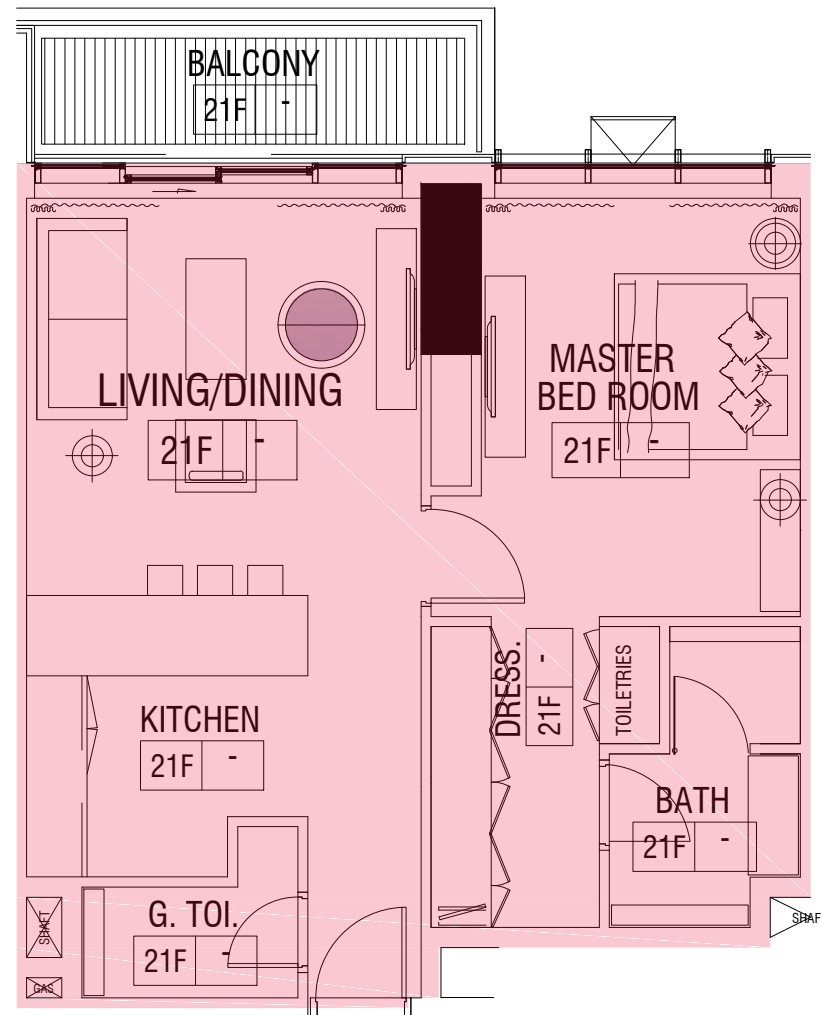 BALCONY
21F -
LIVING/DINING
21F -
MASTER
BED ROOM
21F -
DRESS.
21F -
TOILETRIES
KITCHEN
21F -
BATH
21F -
G. TOI.
21F -
SHAFT
GAS
SHAF